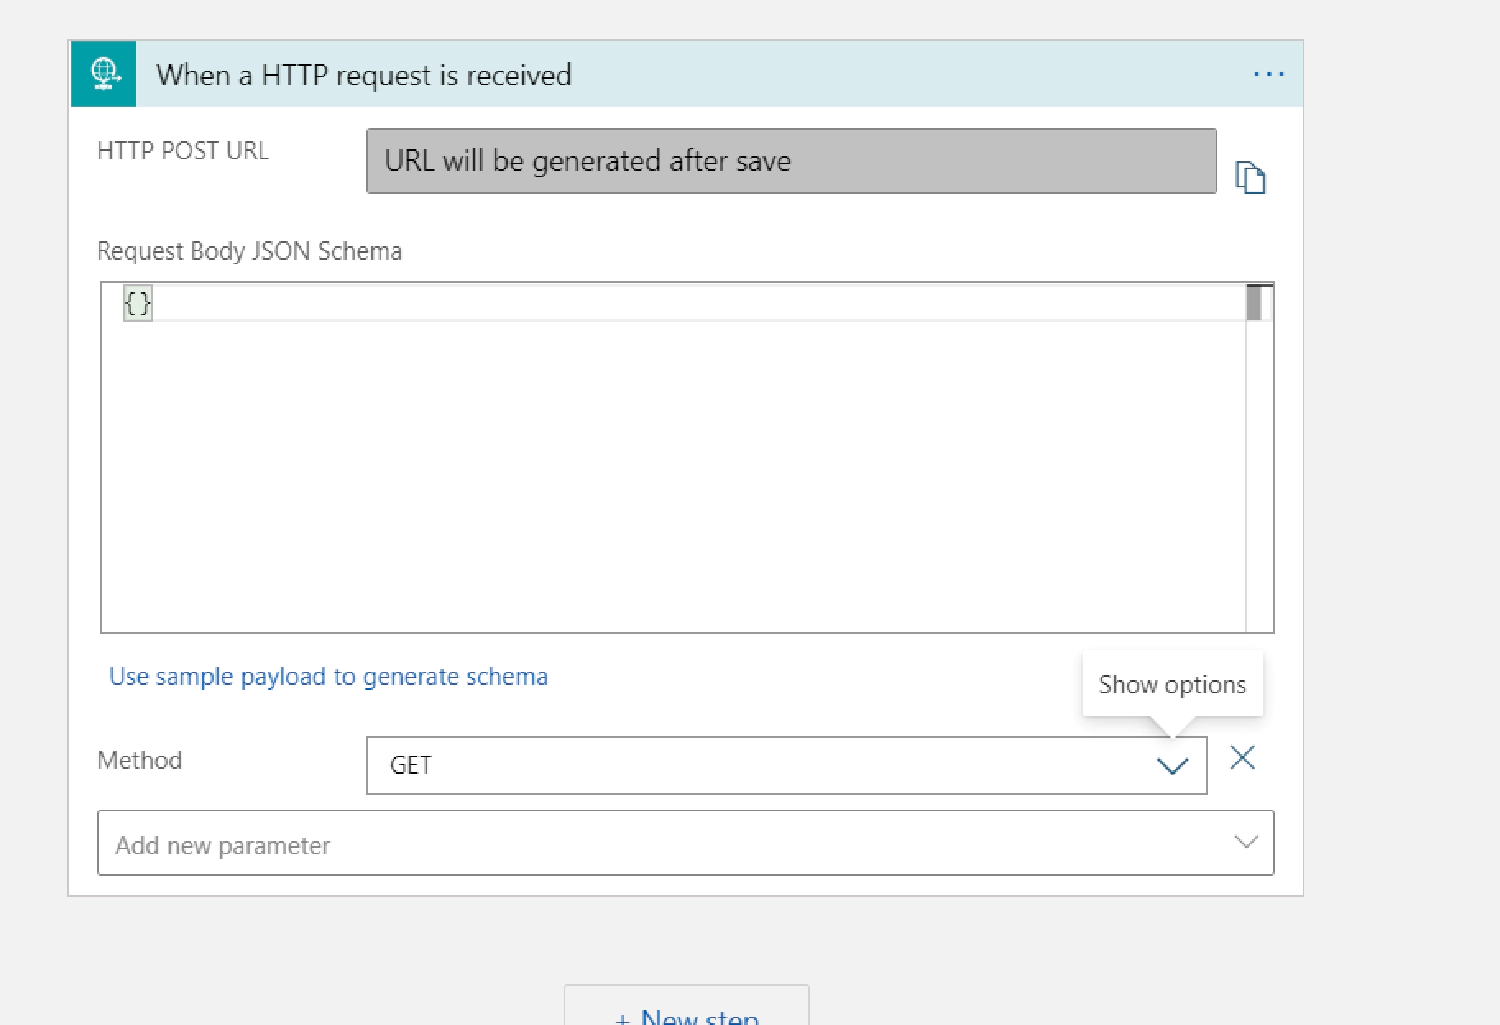 When a HTTP request is received
HTTP POST URL
URL will be generated after save
Request Body JSON Schema
{}
Use sample payload to generate schema
Show options
Method
GET
Add new parameter
+ New step